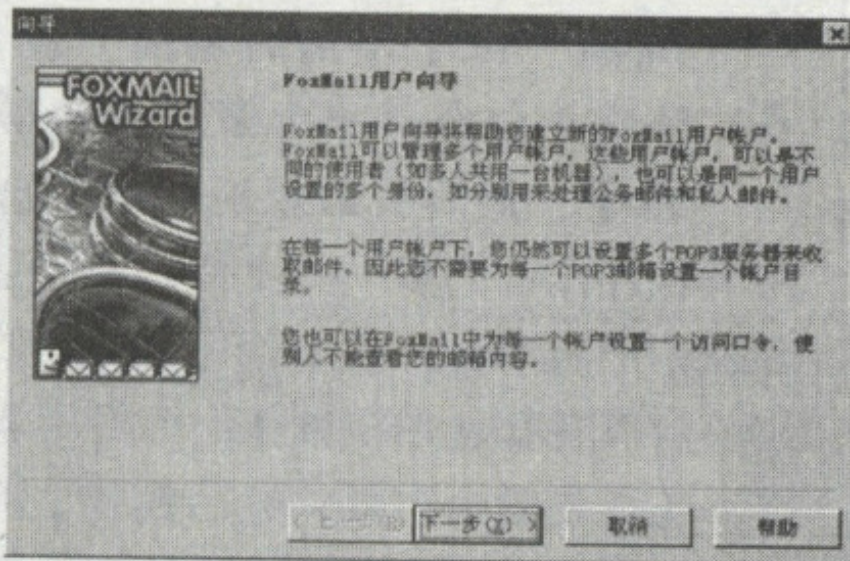 向导
FOXMAIL
Wizard
FoxMail用户向导
FoxMail用户向导将帮助您建立新的FoxMail用户帐户。
FoxMail可以管理多个用户帐户，这些用户帐户，可以是不
同的使用者（如多人共用一台机器），也可以是同一个用户
设置的多个身份，如分别用来处理公务邮件和私人邮件。
在每一个用户帐户下，您仍然可以设置多个POP3服务器来收
取邮件。因此您不需要为每一个POP3邮箱设置一个帐户目
录。
您也可以在FoxMail中为每一个帐户设置一个访问口令，使
别人不能查看您的邮箱内容。
< 上一步
下一步(X) >
取消
帮助